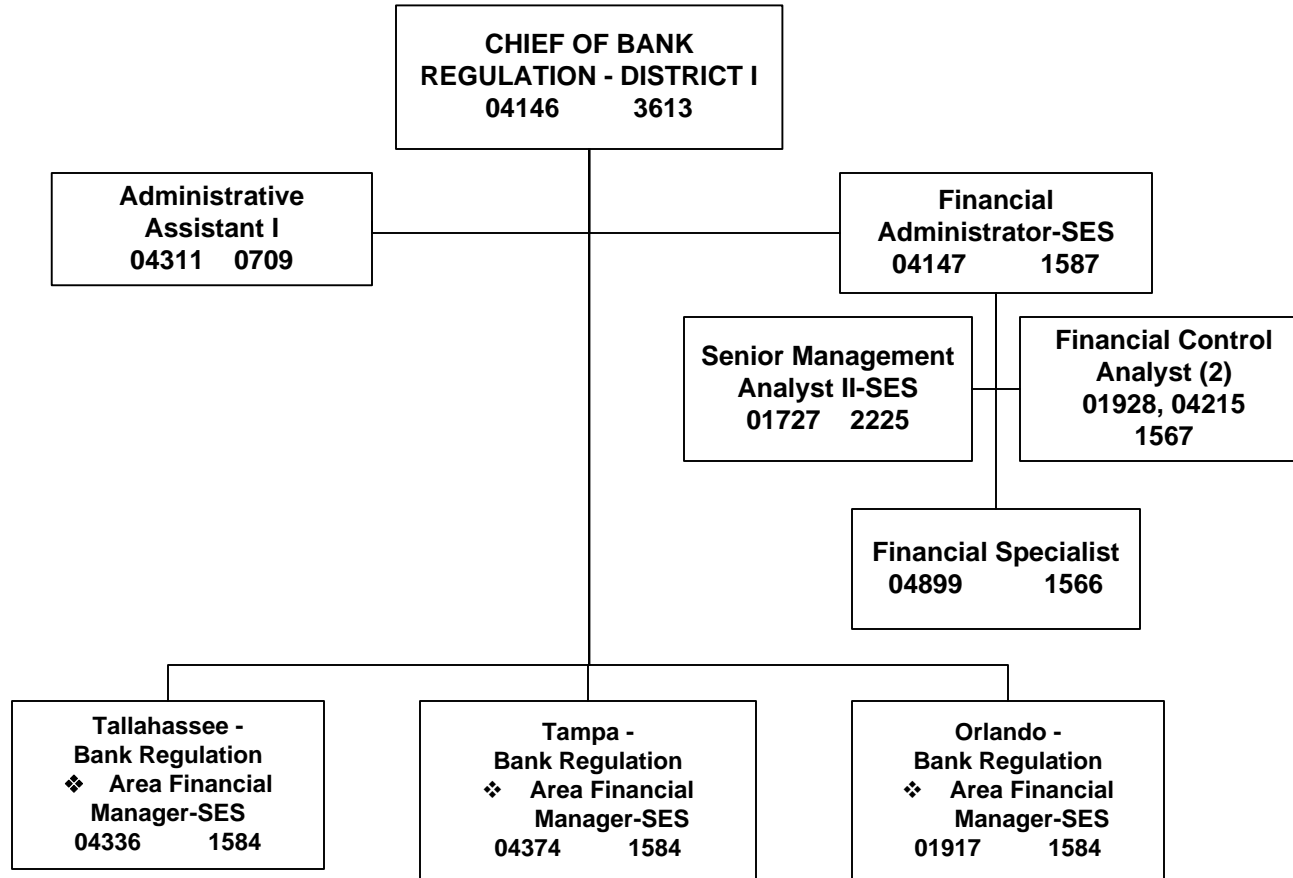 CHIEF OF BANK
REGULATION - DISTRICT I
04146 3613
Administrative
Assistant I
04311 0709
Financial
Administrator-SES
04147 1587
Senior Management
Analyst II-SES
01727 2225
Financial Control
Analyst (2)
01928, 04215
1567
Financial Specialist
04899 1566
Tallahassee -
Bank Regulation
❖ Area Financial
Manager-SES
04336 1584
Tampa -
Bank Regulation
❖ Area Financial
Manager-SES
04374 1584
Orlando -
Bank Regulation
❖ Area Financial
Manager-SES
01917 1584